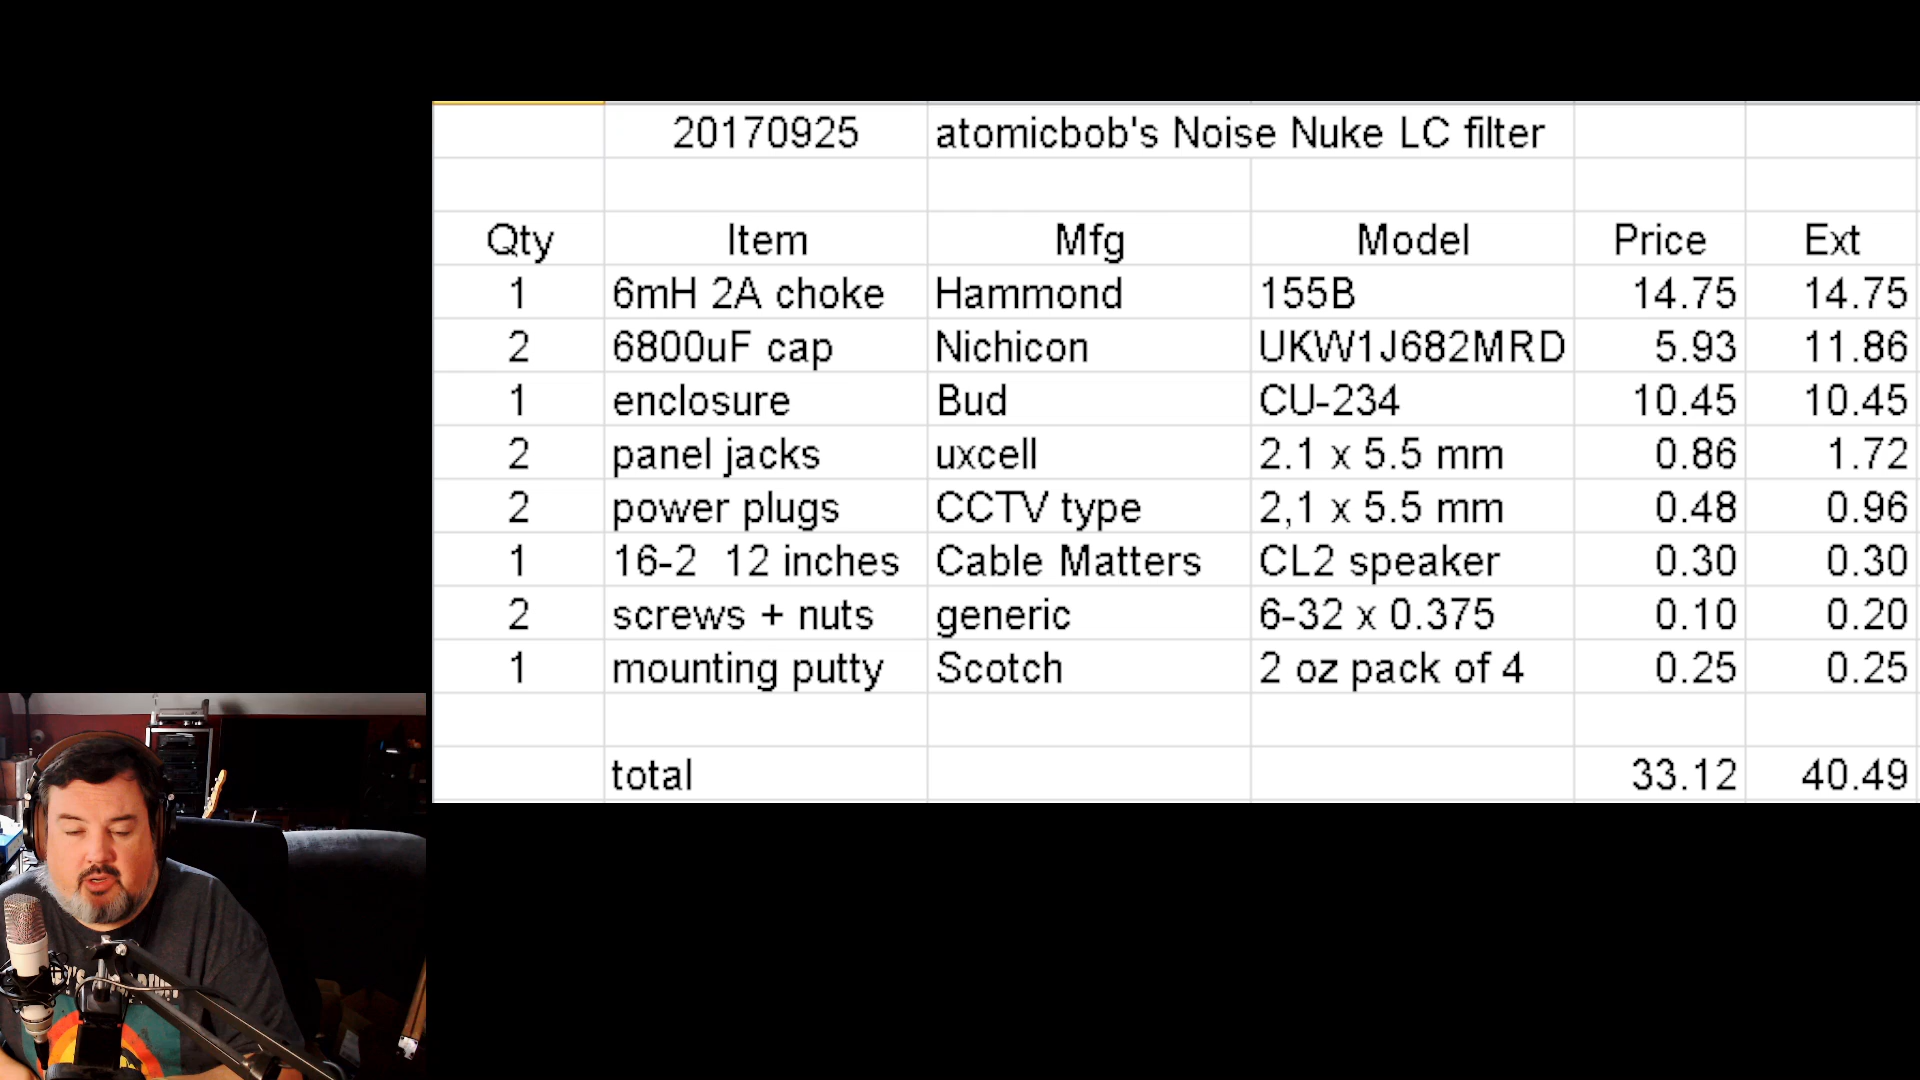 20170925 atomicbob's Noise Nuke LC filter
Qty Item Mfg Model Price Ext
1 6mH 2A choke Hammond 155B 14.75 14.75
2 6800uF cap Nichicon UKW1J682MRD 5.93 11.86
1 enclosure Bud CU-234 10.45 10.45
2 panel jacks uxcell 2.1 x 5.5 mm 0.86 1.72
2 power plugs CCTV type 2,1 x 5.5 mm 0.48 0.96
1 16-2 12 inches Cable Matters CL2 speaker 0.30 0.30
2 screws + nuts generic 6-32 x 0.375 0.10 0.20
1 mounting putty Scotch 2 oz pack of 4 0.25 0.25
total 33.12 40.49